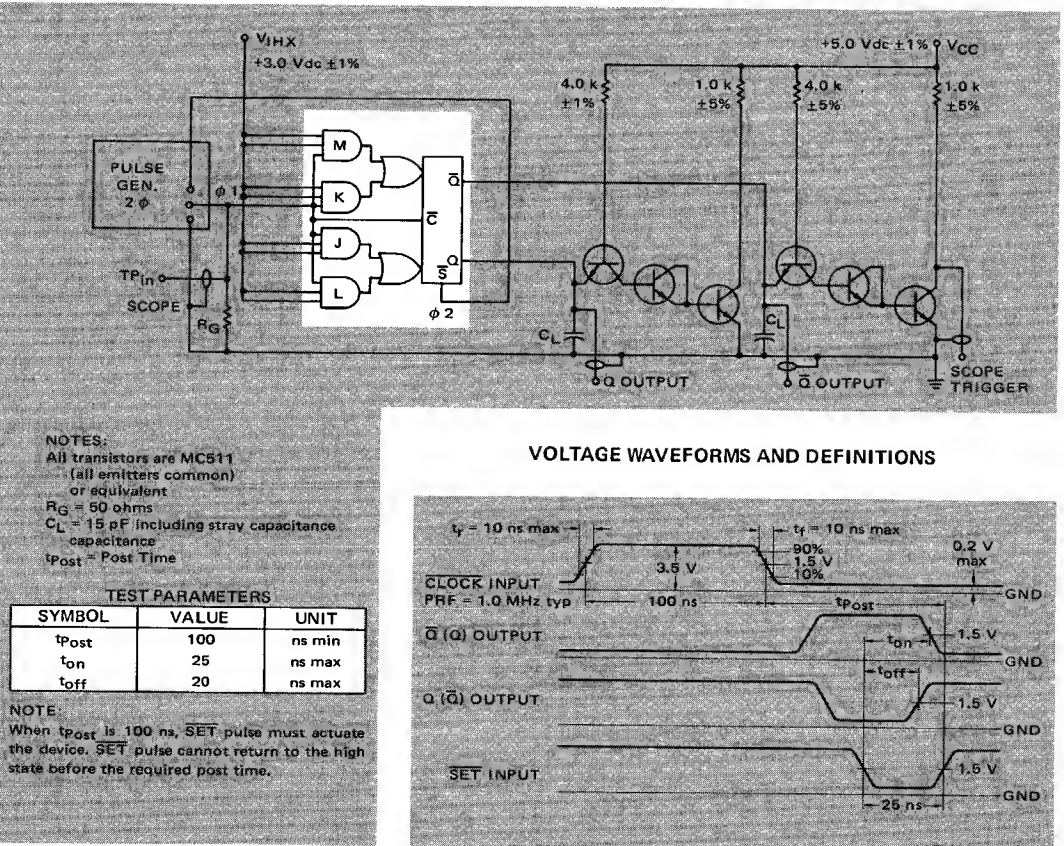 VIHX
+3.0 Vdc ±1%
+5.0 Vdc ±1%
VCC
4.0 k
±1%
1.0 k
±5%
4.0 k
±5%
1.0 k
±5%
PULSE
GEN.
2 ϕ
ϕ 1
M
K
J
L
Q̅
C̅
Q
S̅
ϕ 2
TPin
SCOPE
RG
CL
CL
Q OUTPUT
Q̅ OUTPUT
SCOPE
TRIGGER
NOTES:
All transistors are MC511
(all emitters common)
or equivalent
RG = 50 ohms
CL = 15 pF including stray capacitance
capacitance
tPost = Post Time
TEST PARAMETERS
SYMBOL VALUE UNIT
tPost 100 ns min
ton 25 ns max
toff 20 ns max
NOTE:
When tPost is 100 ns, S̅E̅T̅ pulse must actuate
the device. S̅E̅T̅ pulse cannot return to the high
state before the required post time.
VOLTAGE WAVEFORMS AND DEFINITIONS
tr = 10 ns max
tf = 10 ns max
90%
1.5 V
10%
3.5 V
0.2 V
max
C̅L̅O̅C̅K̅ INPUT
PRF = 1.0 MHz typ
100 ns
GND
tPost
Q̅ (Q) OUTPUT
ton
1.5 V
GND
toff
Q (Q̅) OUTPUT
1.5 V
GND
S̅E̅T̅ INPUT
1.5 V
GND
25 ns